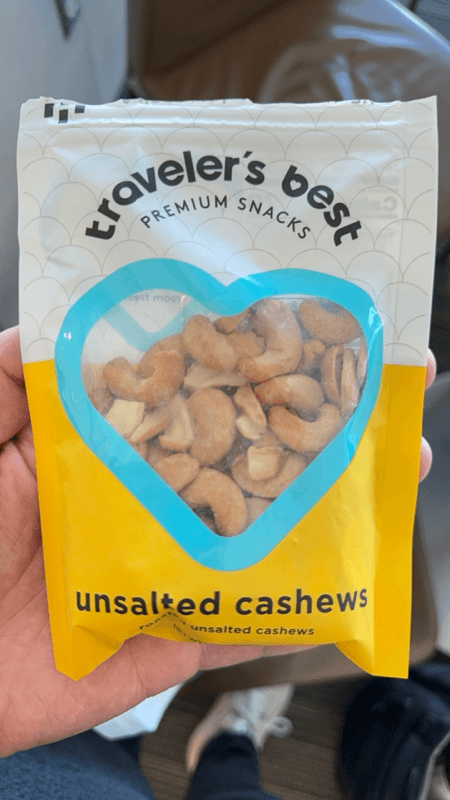 traveler's best
PREMIUM SNACKS
unsalted cashews
unsalted cashews